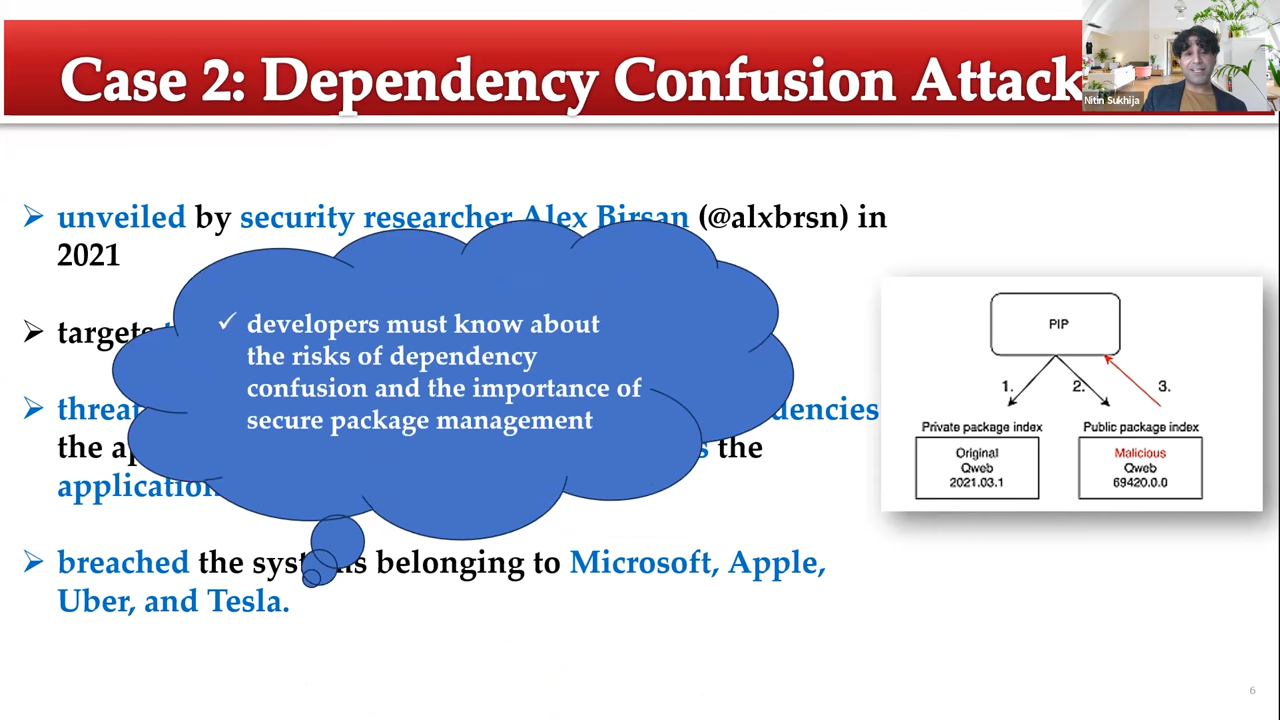 Case 2: Dependency Confusion Attack
Nitin Sukhija
unveiled by security researcher Alex Birsan (@alxbrsn) in
2021
targets
the ap the
application
breached the systems belonging to Microsoft, Apple,
Uber, and Tesla.
✓ developers must know about
the risks of dependency
confusion and the importance of
secure package management
PIP
1. 2. 3.
Private package index
Original
Qweb
2021.03.1
Public package index
Malicious
Qweb
69420.0.0
6